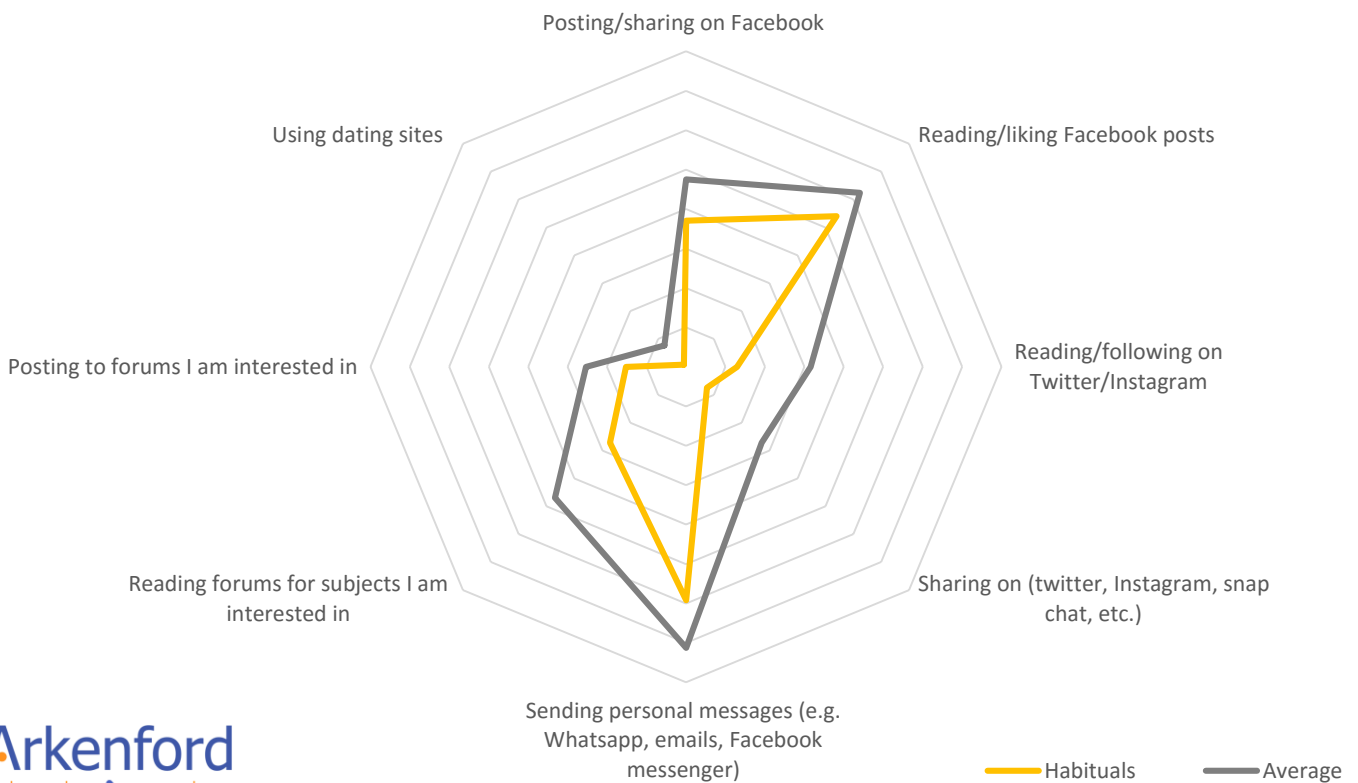 Posting/sharing on Facebook
Using dating sites
Reading/liking Facebook posts
Posting to forums I am interested in
Reading/following on
Twitter/Instagram
Reading forums for subjects I am
interested in
Sharing on (twitter, Instagram, snap
chat, etc.)
Sending personal messages (e.g.
Whatsapp, emails, Facebook
messenger)
Arkenford
Habituals
Average